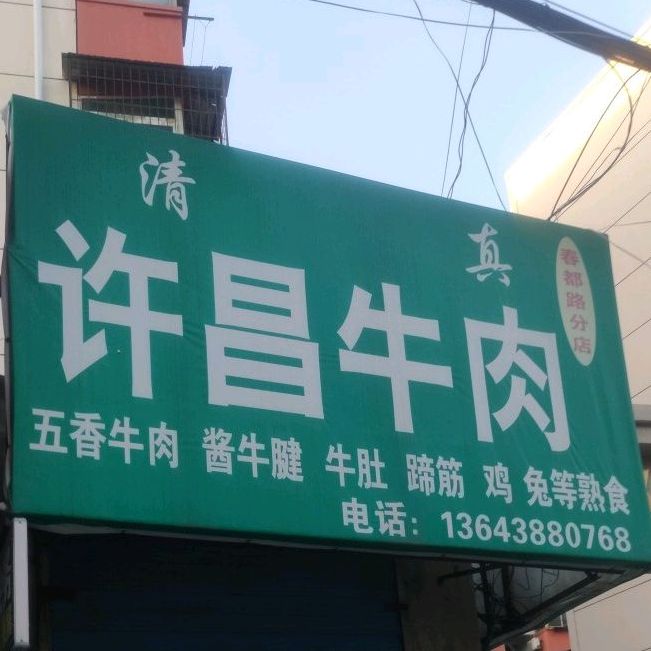 清真
许昌牛肉
春都路分店
五香牛肉 酱牛腱 牛肚 蹄筋 鸡 兔等熟食
电话：13643880768